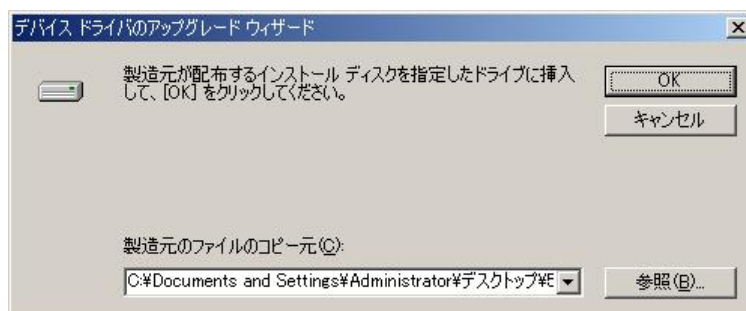 デバイス ドライバのアップグレード ウィザード
製造元が配布するインストール ディスクを指定したドライブに挿入
して、[OK] をクリックしてください。
OK
キャンセル
製造元のファイルのコピー元(C):
C:¥Documents and Settings¥Administrator¥デスクトップ¥E
参照(B)...